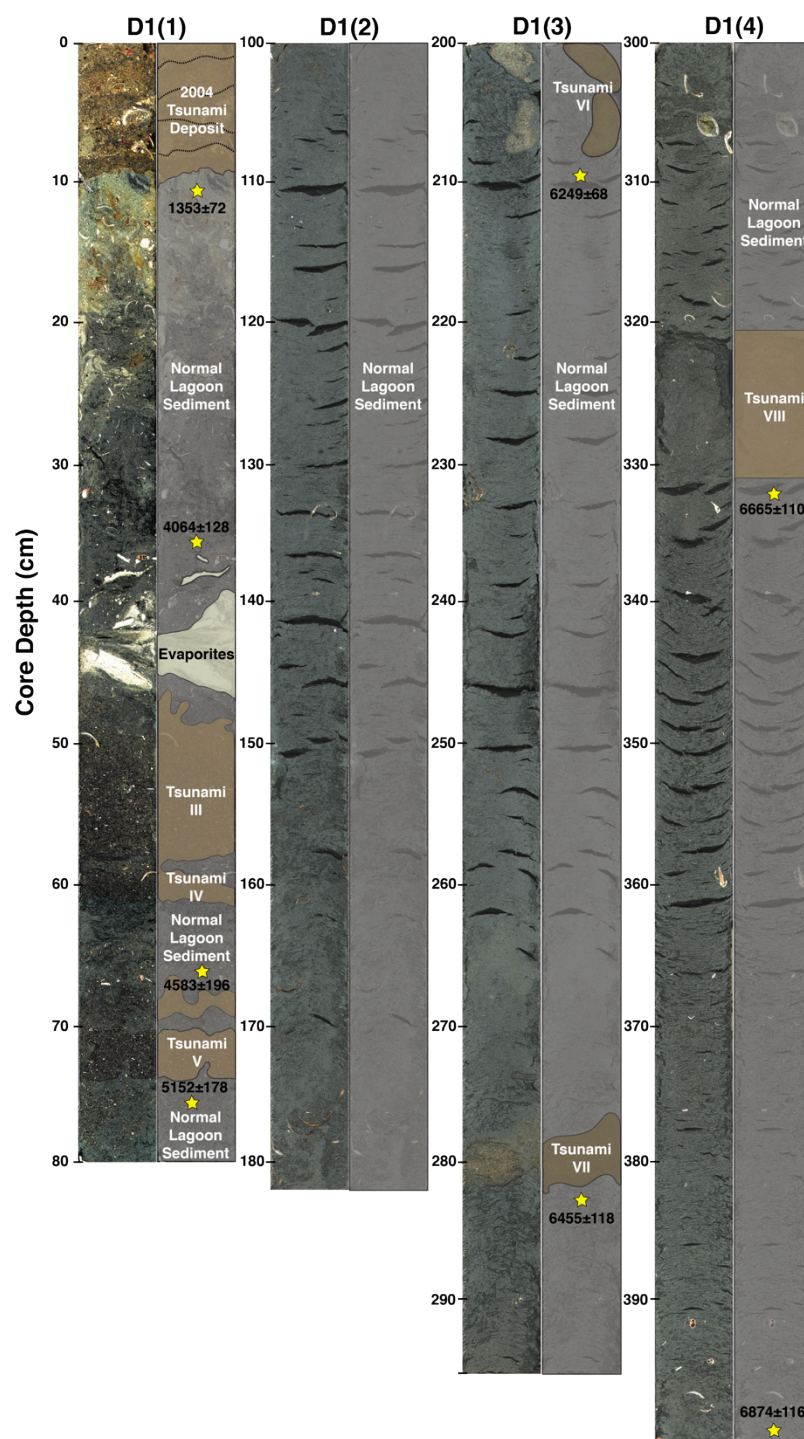 D1(1)
D1(2)
D1(3)
D1(4)
Core Depth (cm)
0
10
20
30
40
50
60
70
80
2004
Tsunami
Deposit
1353±72
Normal
Lagoon
Sediment
4064±128
Evaporites
Tsunami
III
Tsunami
IV
Normal
Lagoon
Sediment
4583±196
Tsunami
V
5152±178
Normal
Lagoon
Sediment
100
110
120
130
140
150
160
170
180
Normal
Lagoon
Sediment
200
210
220
230
240
250
260
270
280
290
Tsunami
VI
6249±68
Normal
Lagoon
Sediment
Tsunami
VII
6455±118
300
310
320
330
340
350
360
370
380
390
Normal
Lagoon
Sediment
Tsunami
VIII
6665±110
6874±116